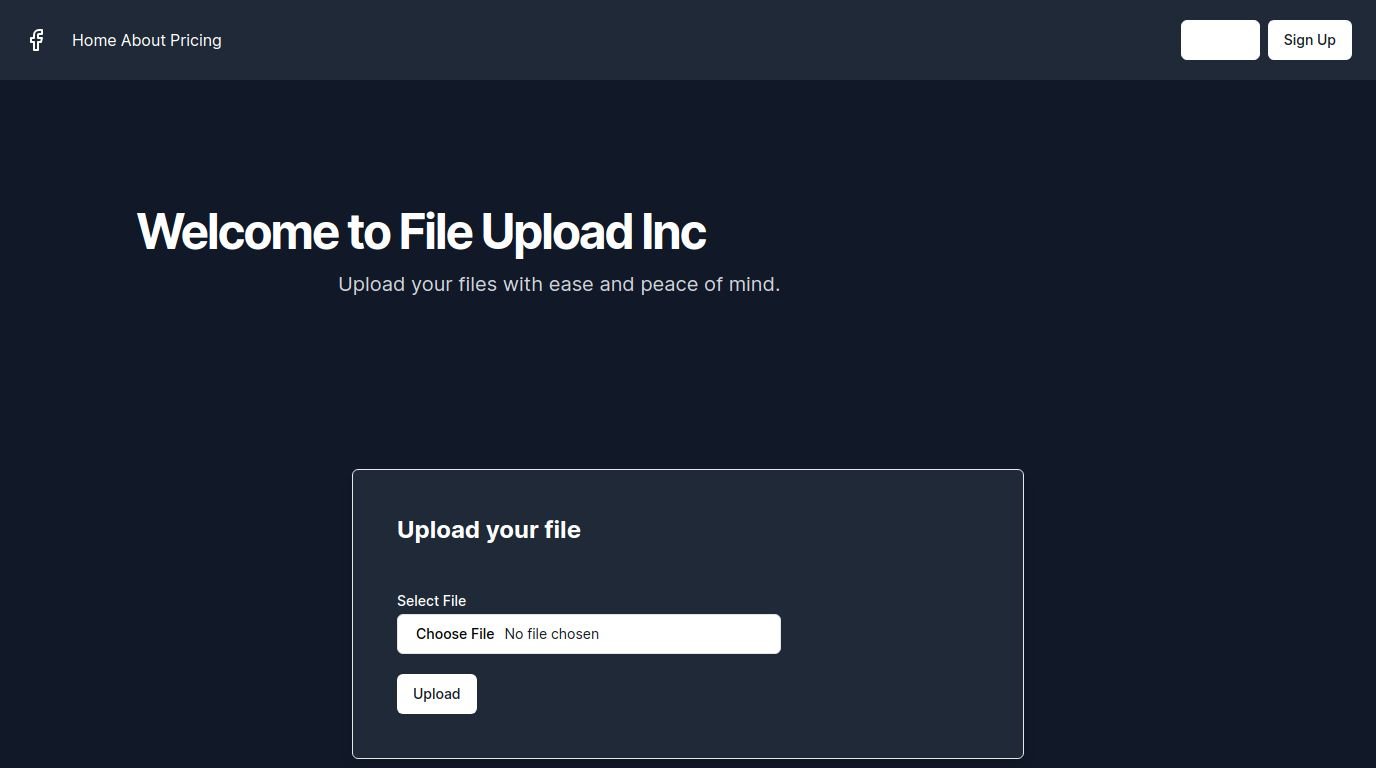 Home About Pricing
Sign Up
Welcome to File Upload Inc
Upload your files with ease and peace of mind.
Upload your file
Select File
Choose File No file chosen
Upload